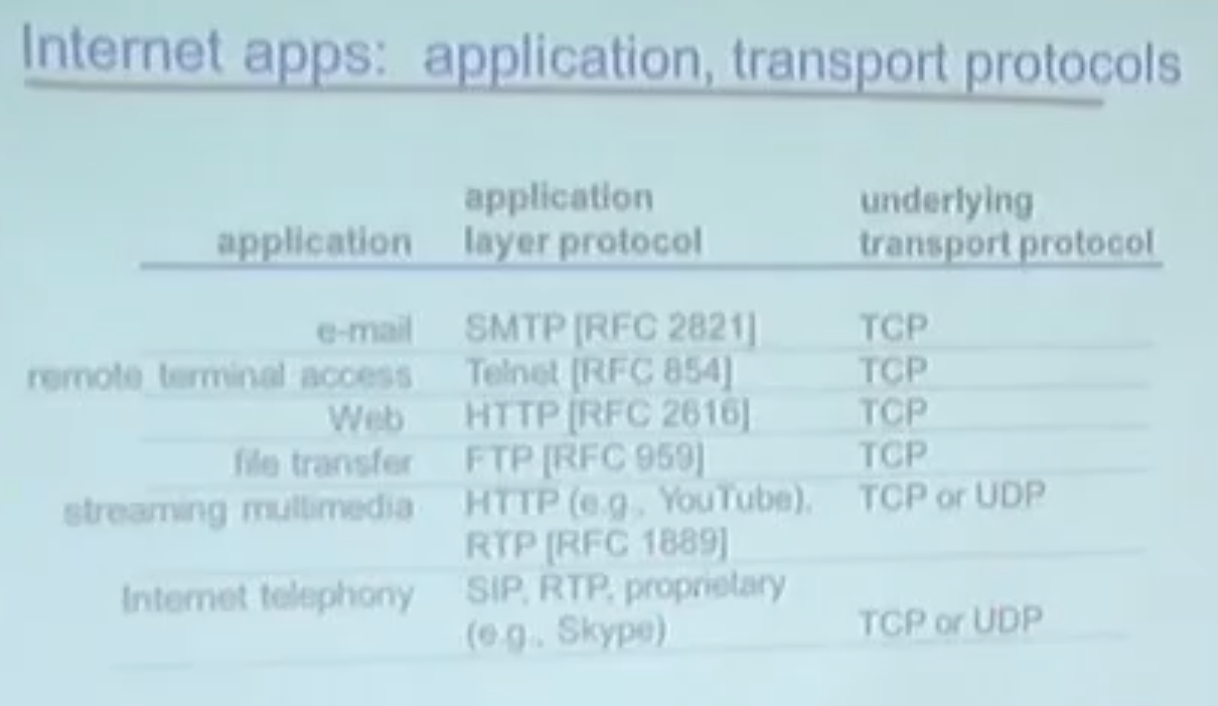 Internet apps: application, transport protocols
application
application layer protocol
underlying transport protocol
e-mail SMTP [RFC 2821] TCP
remote terminal access Telnet [RFC 854] TCP
Web HTTP [RFC 2616] TCP
file transfer FTP [RFC 959] TCP
streaming multimedia HTTP (e.g., YouTube), TCP or UDP
RTP [RFC 1889]
Internet telephony SIP, RTP, proprietary
(e.g., Skype) TCP or UDP